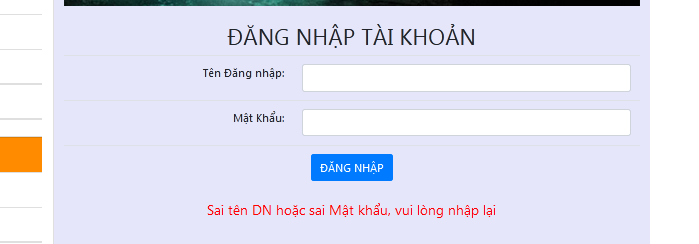 ĐĂNG NHẬP TÀI KHOẢN
Tên Đăng nhập:
Mật Khẩu:
ĐĂNG NHẬP
Sai tên DN hoặc sai Mật khẩu, vui lòng nhập lại